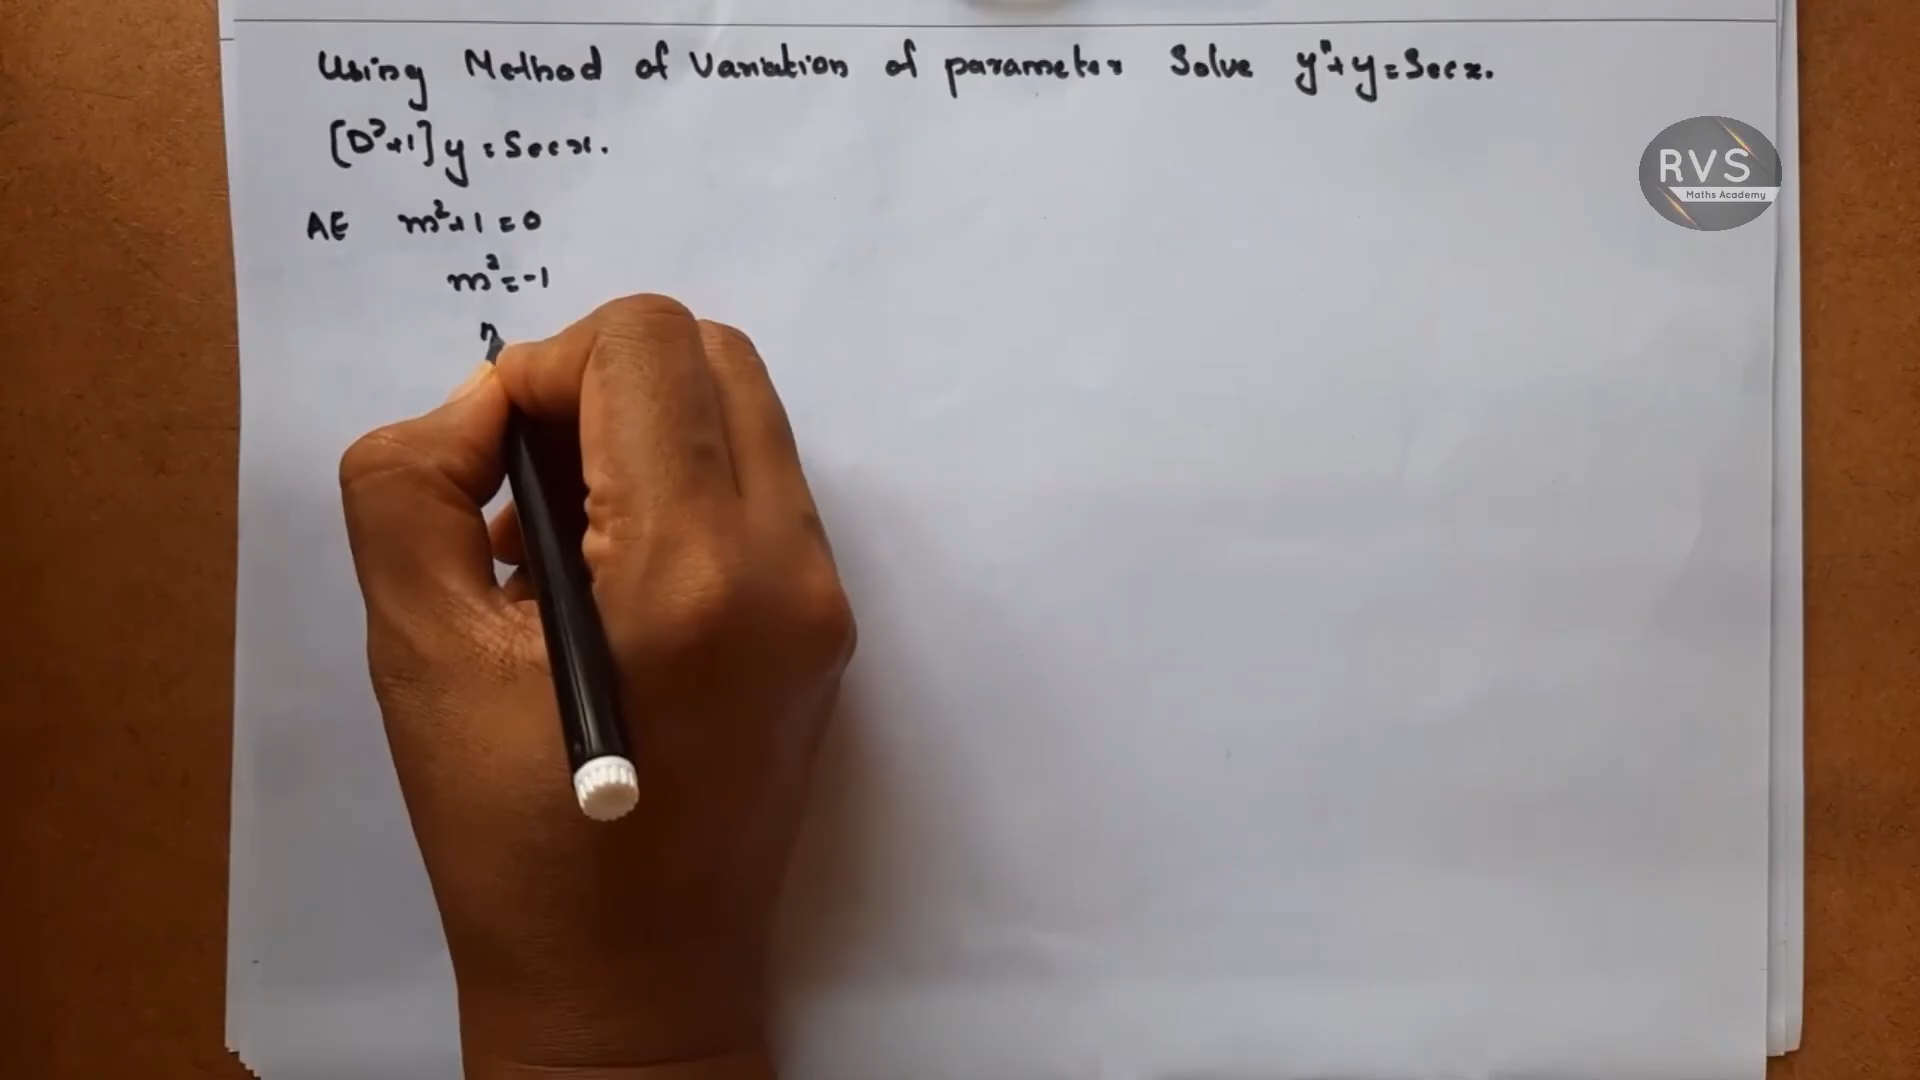 Using Method of Variation of parameter Solve y"+y=Secx.
[D²+1]y=Secx.
AE m²+1=0
m²=-1
RVS
Maths Academy